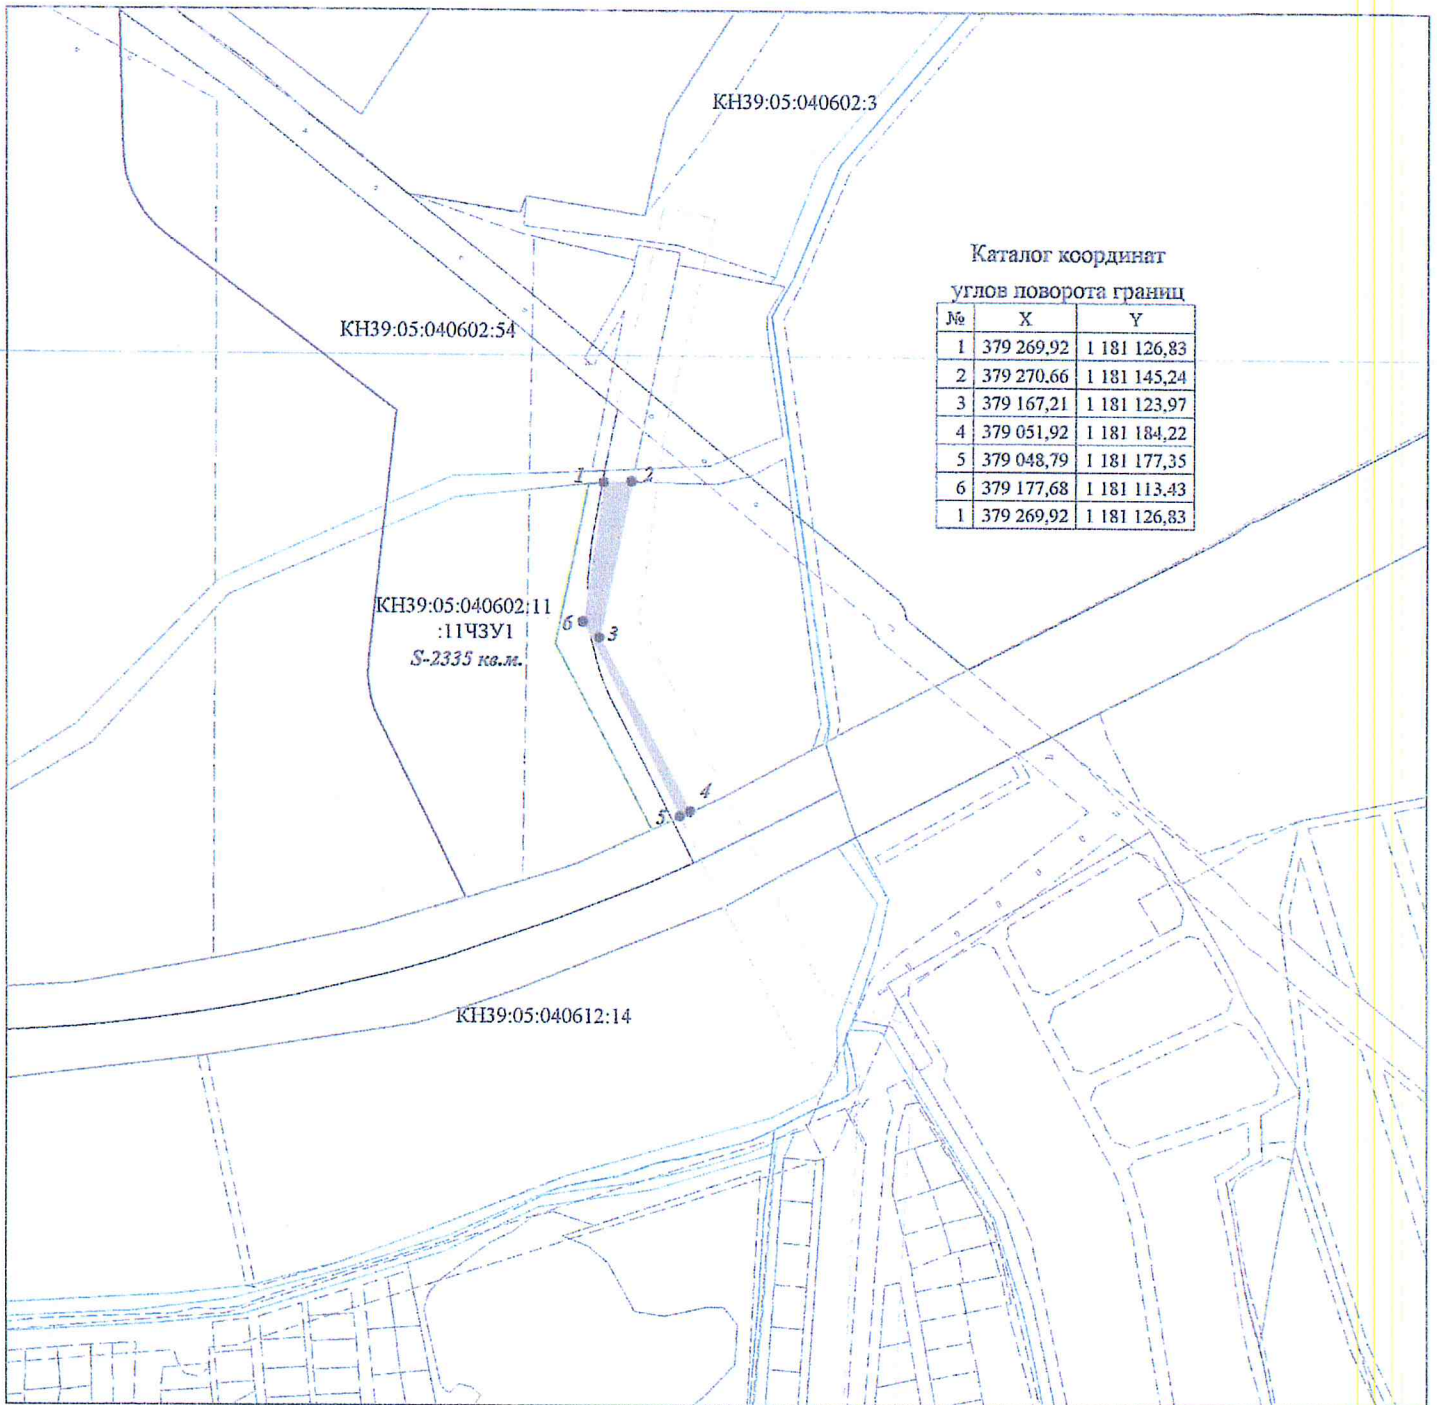 КН39:05:040602:3
Каталог координат
углов поворота границ
№ X Y
1 379 269,92 1 181 126,83
2 379 270,66 1 181 145,24
3 379 167,21 1 181 123,97
4 379 051,92 1 181 184,22
5 379 048,79 1 181 177,35
6 379 177,68 1 181 113,43
1 379 269,92 1 181 126,83
КН39:05:040602:54
1
2
КН39:05:040602:11
:11ЧЗУ1
S-2335 кв.м.
6
3
4
5
КН39:05:040612:14